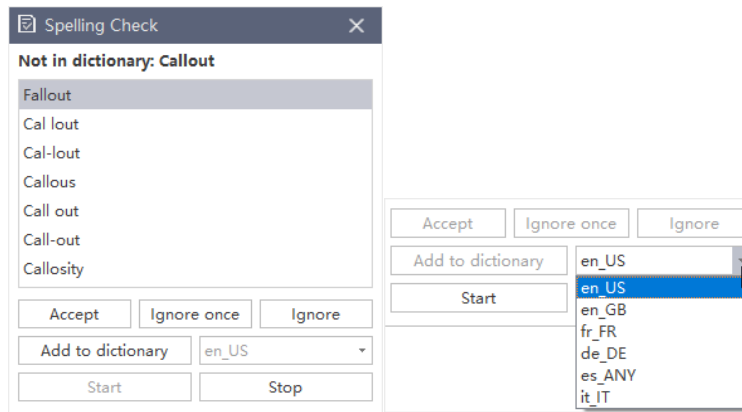 Spelling Check
Not in dictionary: Callout
Fallout
Cal lout
Cal-lout
Callous
Call out
Call-out
Callosity
Accept Ignore once Ignore
Add to dictionary en_US
Start Stop
Accept Ignore once Ignore
Add to dictionary en_US
Start
en_US
en_GB
fr_FR
de_DE
es_ANY
it_IT